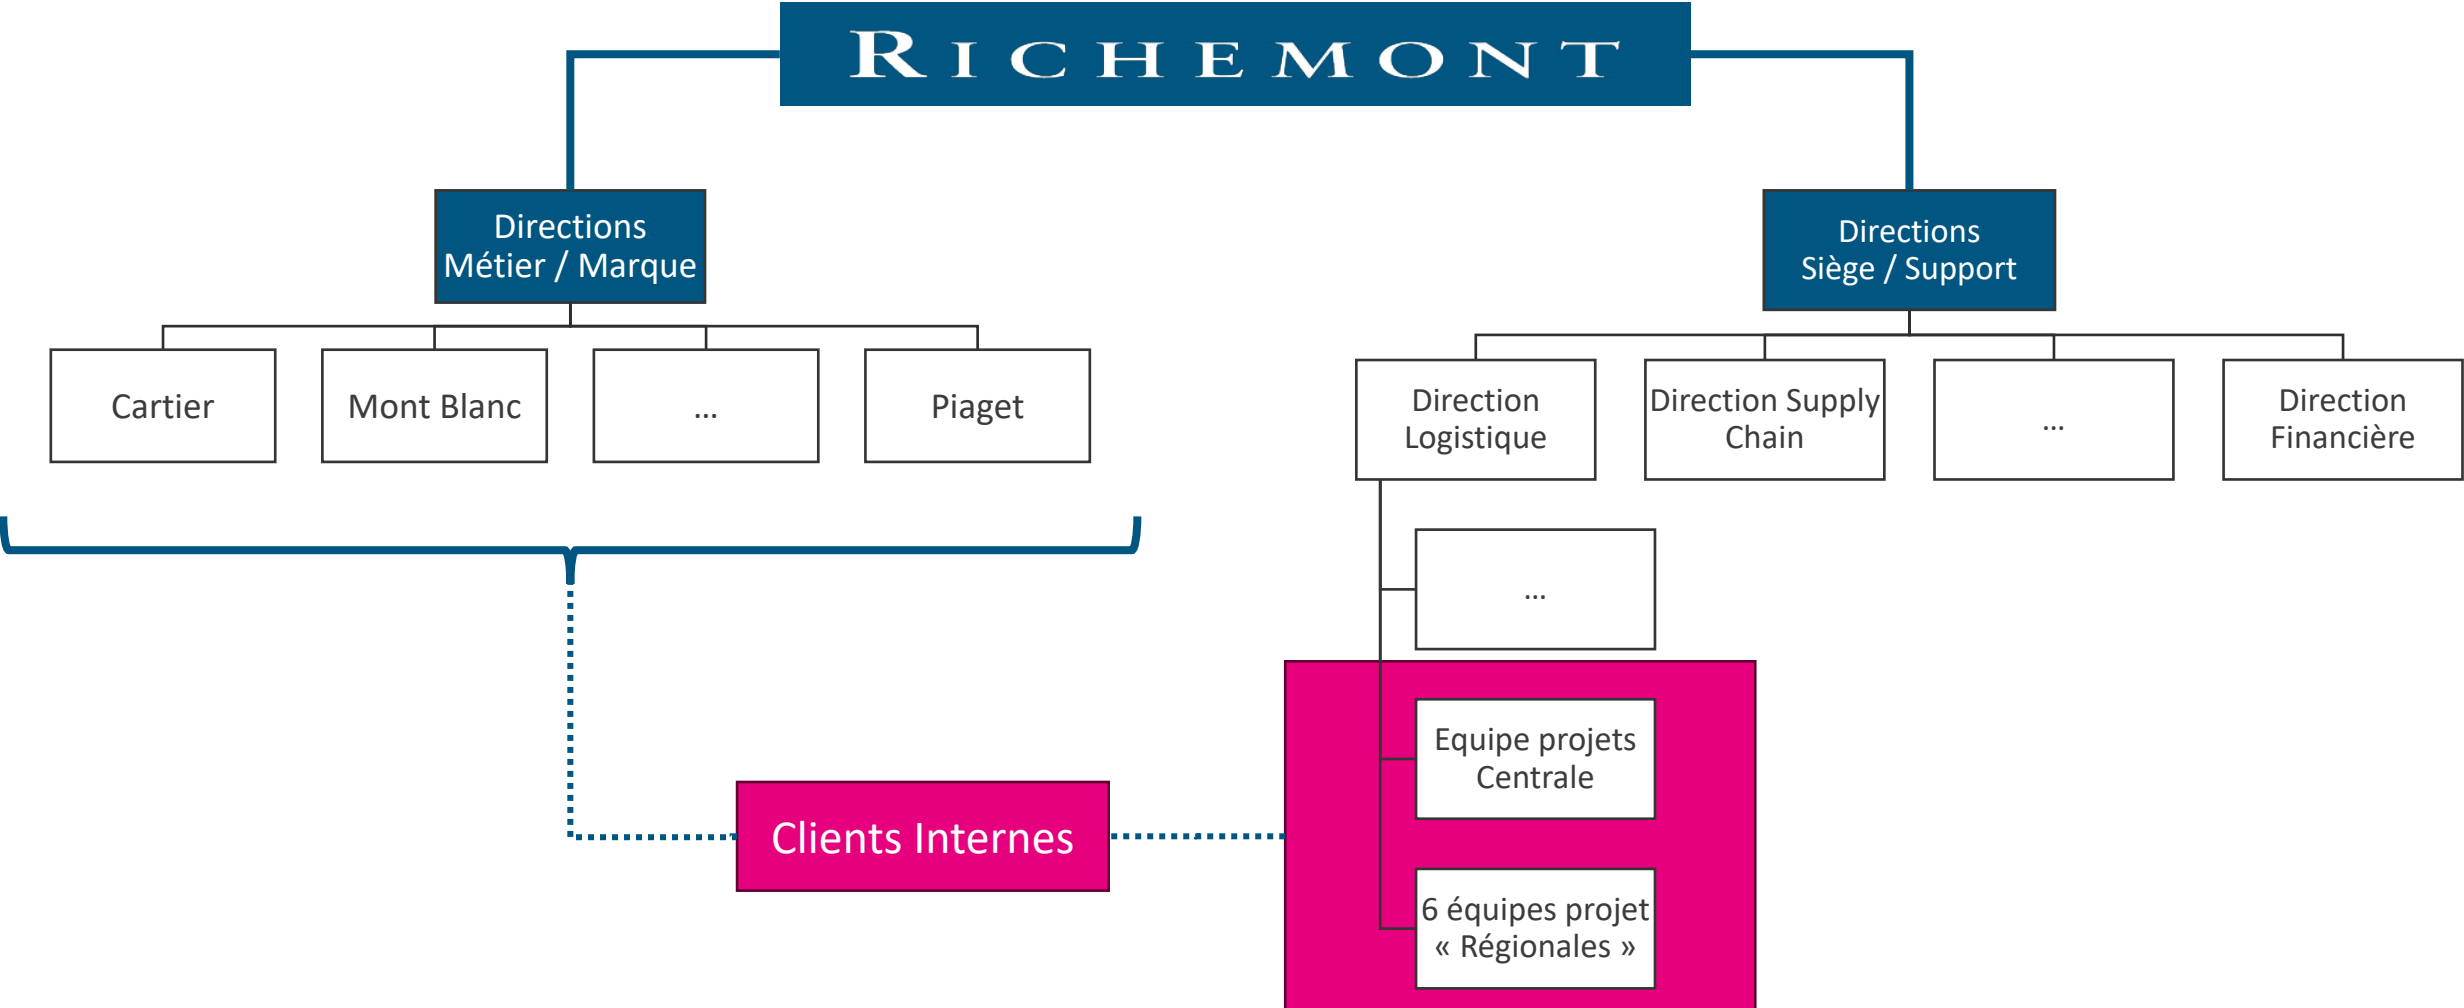 RICHEMONT
Directions
Métier / Marque
Directions
Siège / Support
Cartier
Mont Blanc
...
Piaget
Direction
Logistique
Direction Supply
Chain
...
Direction
Financière
...
Equipe projets
Centrale
Clients Internes
6 équipes projet
« Régionales »